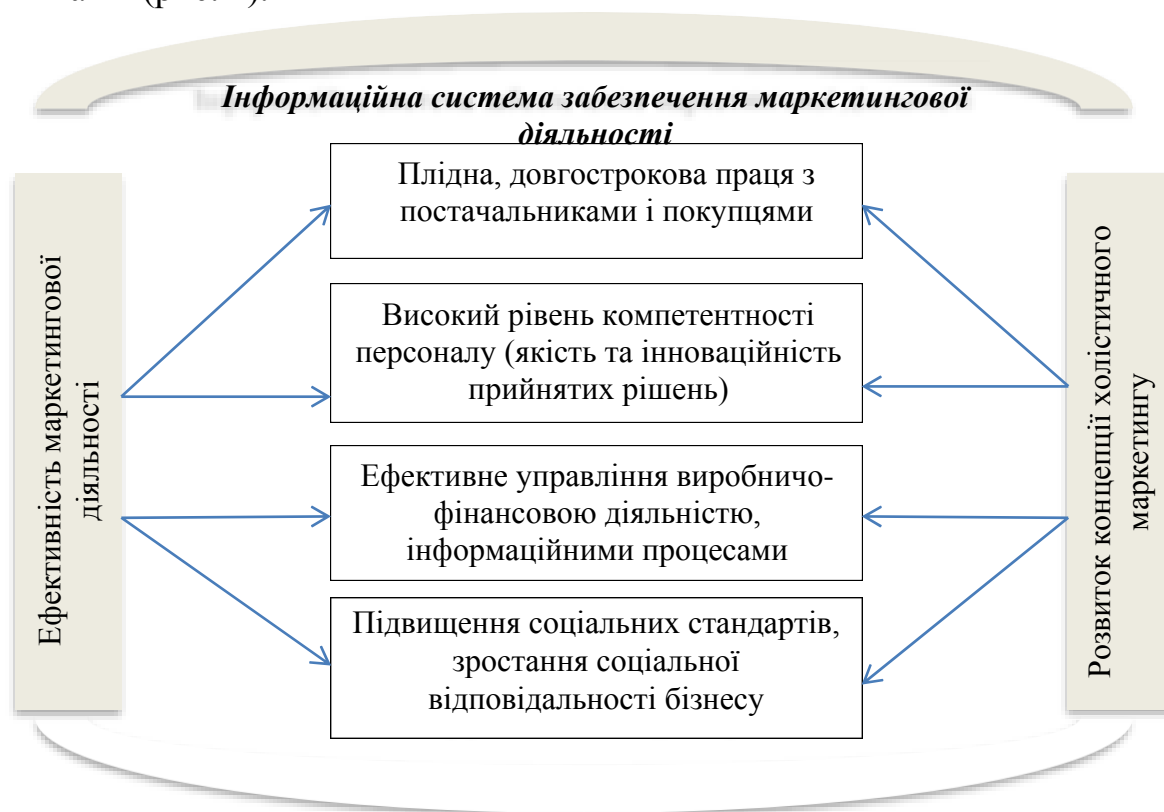 Інформаційна система забезпечення маркетингової
діяльності
Плідна, довгострокова праця з
постачальниками і покупцями
Високий рівень компетентності
персоналу (якість та інноваційність
прийнятих рішень)
Ефективне управління виробничо-
фінансовою діяльністю,
інформаційними процесами
Підвищення соціальних стандартів,
зростання соціальної
відповідальності бізнесу
Ефективність маркетингової
діяльності
Розвиток концепції холістичного
маркетингу